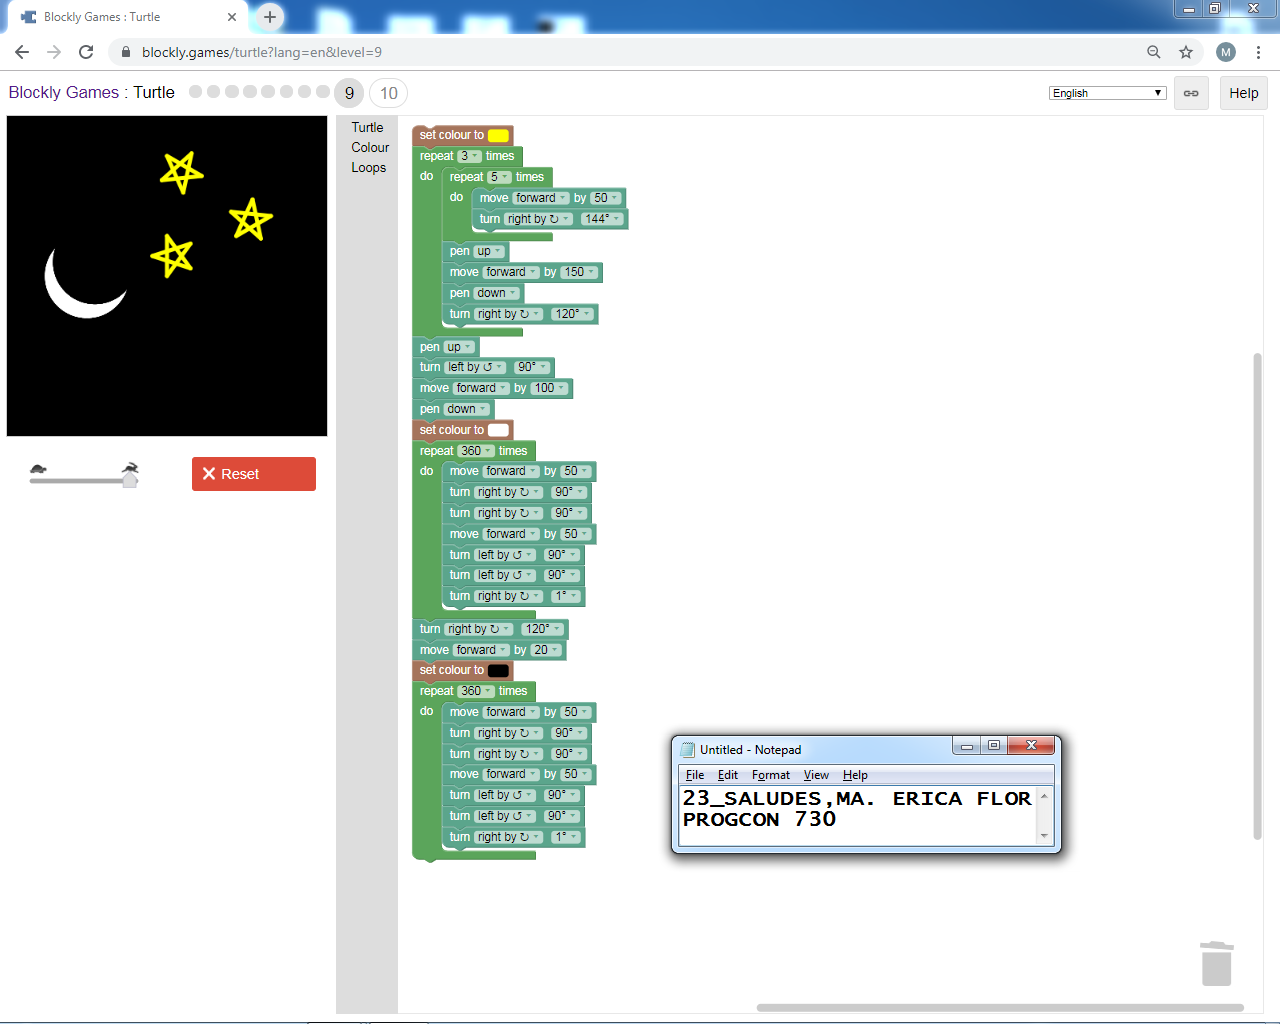 Blockly Games : Turtle
blockly.games/turtle?lang=en&level=9
M
Blockly Games : Turtle
9
10
English
Help
Turtle
Colour
Loops
Reset
set colour to
repeat 3 times
do repeat 5 times
do move forward by 50
turn right by ↻ 144°
pen up
move forward by 150
pen down
turn right by ↻ 120°
pen up
turn left by ↺ 90°
move forward by 100
pen down
set colour to
repeat 360 times
do move forward by 50
turn right by ↻ 90°
turn right by ↻ 90°
move forward by 50
turn left by ↺ 90°
turn left by ↺ 90°
turn right by ↻ 1°
turn right by ↻ 120°
move forward by 20
set colour to
repeat 360 times
do move forward by 50
turn right by ↻ 90°
turn right by ↻ 90°
move forward by 50
turn left by ↺ 90°
turn left by ↺ 90°
turn right by ↻ 1°
Untitled - Notepad
File Edit Format View Help
23_SALUDES,MA. ERICA FLOR
PROGCON 730